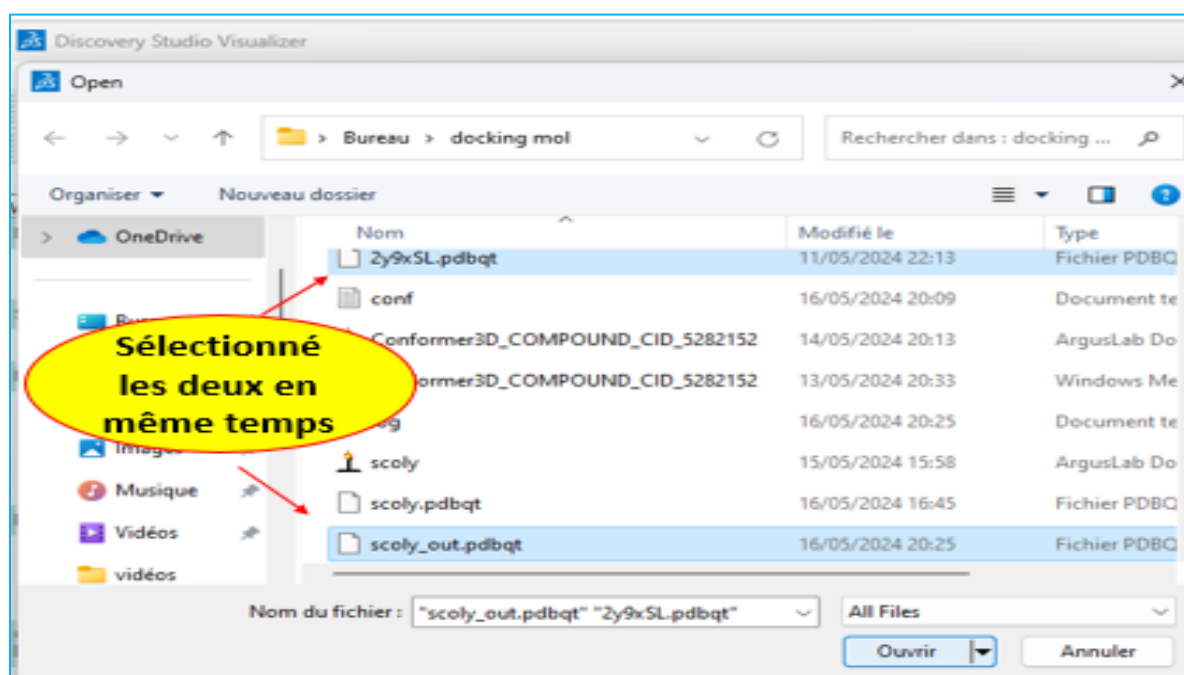 Discovery Studio Visualizer
Open
Bureau > docking mol
Rechercher dans : docking ...
Organiser
Nouveau dossier
OneDrive
Nom
Modifié le
Type
2y9xSL.pdbqt
11/05/2024 22:13
Fichier PDBQ
conf
16/05/2024 20:09
Document te
Conformer3D_COMPOUND_CID_5282152
14/05/2024 20:13
ArgusLab Do
ormer3D_COMPOUND_CID_5282152
13/05/2024 20:33
Windows Me
Sélectionné
les deux en
même temps
16/05/2024 20:25
Document te
Images
scoly
15/05/2024 15:58
ArgusLab Do
Musique
scoly.pdbqt
16/05/2024 16:45
Fichier PDBQ
Vidéos
scoly_out.pdbqt
16/05/2024 20:25
Fichier PDBQ
vidéos
Nom du fichier : "scoly_out.pdbqt" "2y9xSL.pdbqt"
All Files
Ouvrir
Annuler